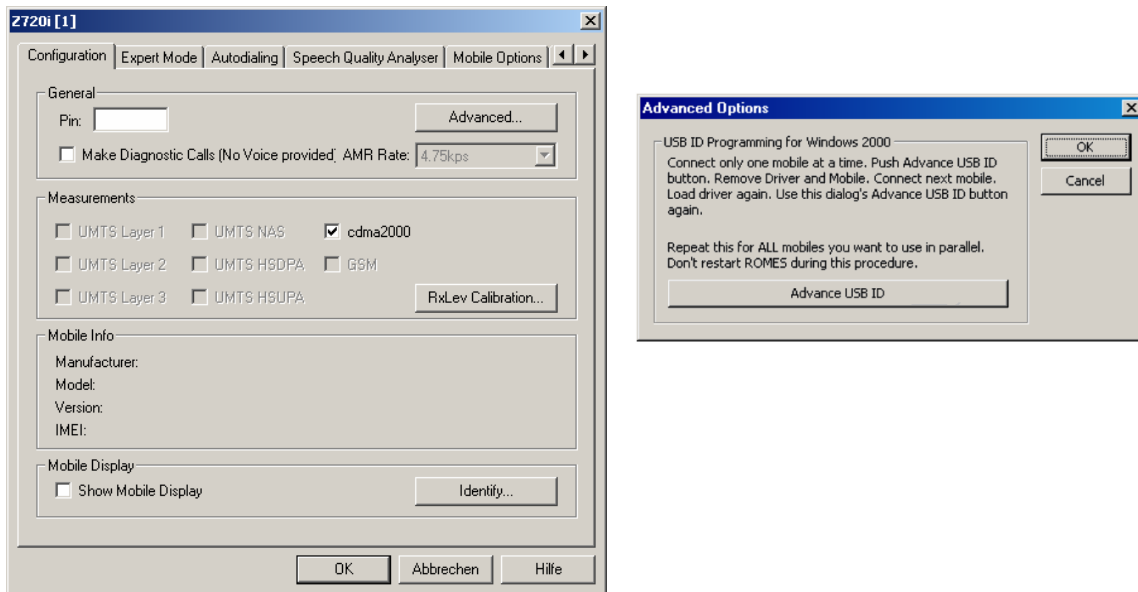 Z720i [1]
Configuration
Expert Mode
Autodialing
Speech Quality Analyser
Mobile Options
General
Pin:
Advanced...
Make Diagnostic Calls (No Voice provided) AMR Rate:
4.75kps
Measurements
UMTS Layer 1
UMTS NAS
cdma2000
UMTS Layer 2
UMTS HSDPA
GSM
UMTS Layer 3
UMTS HSUPA
RxLev Calibration...
Mobile Info
Manufacturer:
Model:
Version:
IMEI:
Mobile Display
Show Mobile Display
Identify...
OK
Abbrechen
Hilfe
Advanced Options
USB ID Programming for Windows 2000
Connect only one mobile at a time. Push Advance USB ID
button. Remove Driver and Mobile. Connect next mobile.
Load driver again. Use this dialog's Advance USB ID button
again.
Repeat this for ALL mobiles you want to use in parallel.
Don't restart ROMES during this procedure.
Advance USB ID
OK
Cancel